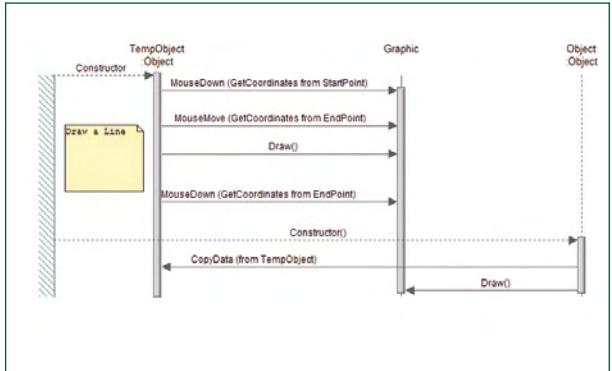 TempObject
:Object
Graphic
Object
:Object
Constructor
MouseDown (GetCoordinates from StartPoint)
MouseMove (GetCoordinates from EndPoint)
Draw a Line
Draw()
MouseDown (GetCoordinates from EndPoint)
Constructor()
CopyData (from TempObject)
Draw()